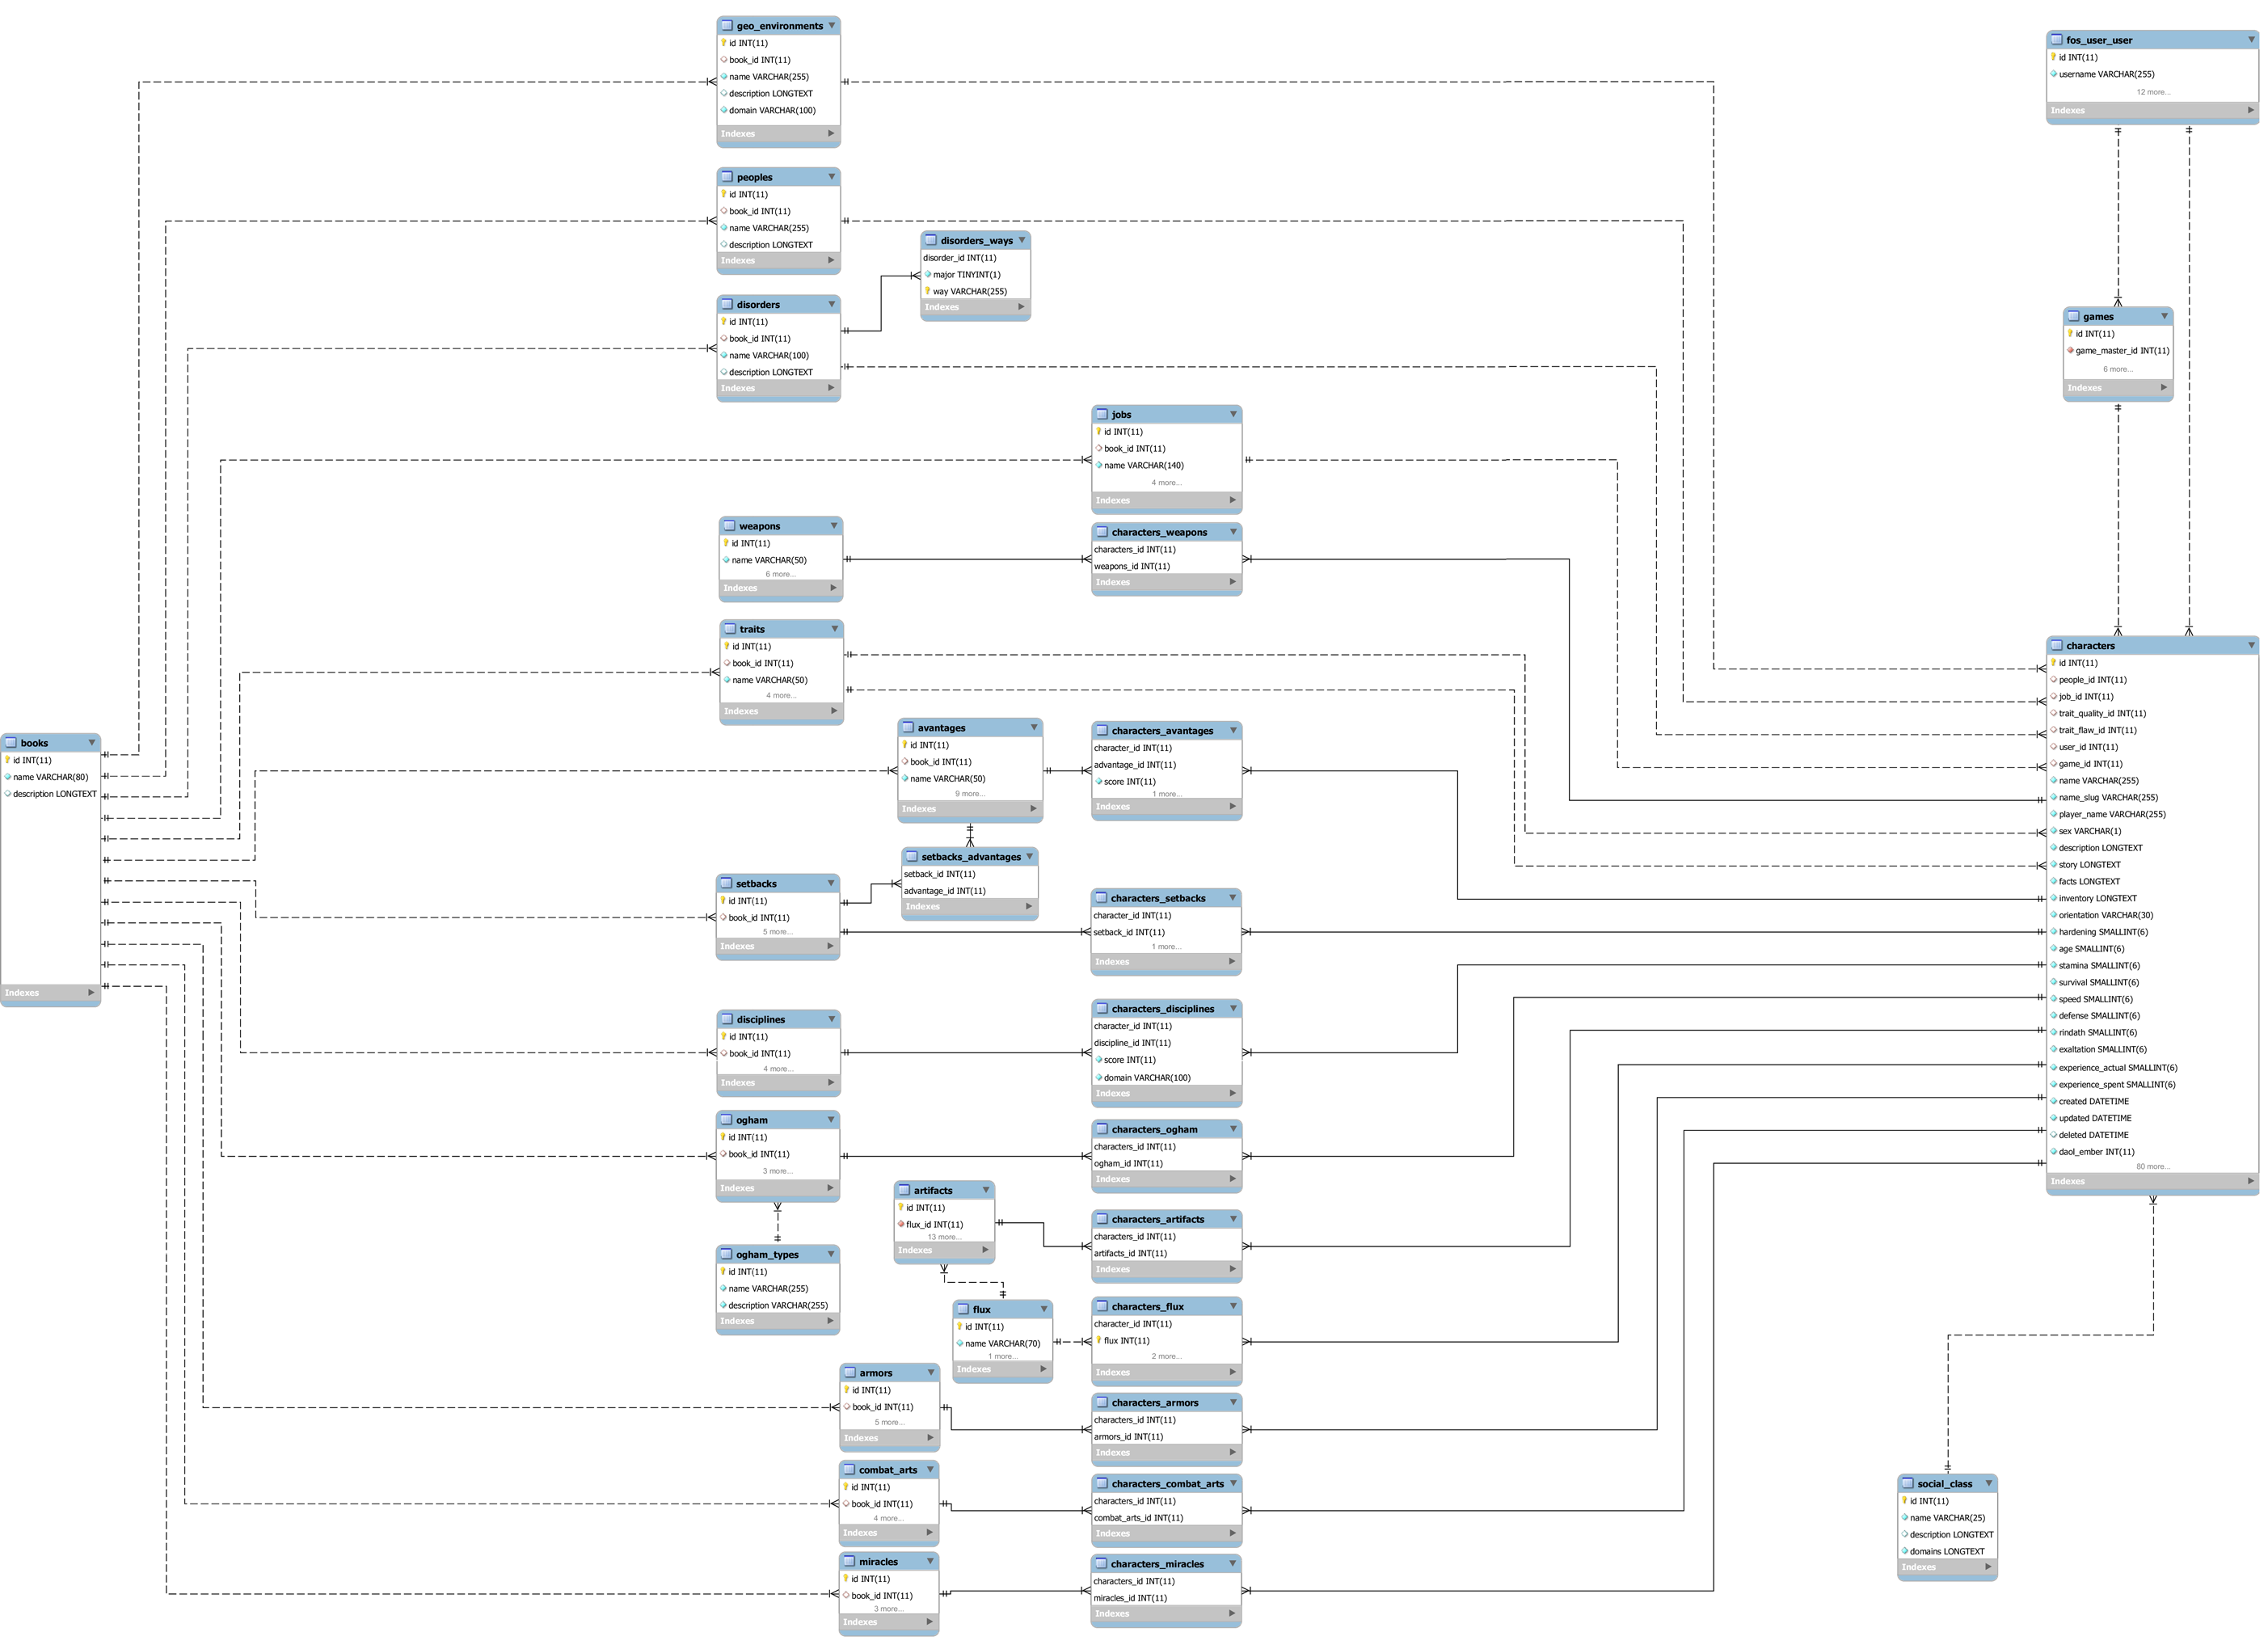 geo_environments
id INT(11)
book_id INT(11)
name VARCHAR(255)
description LONGTEXT
domain VARCHAR(100)
Indexes
fos_user_user
id INT(11)
username VARCHAR(255)
12 more...
Indexes
peoples
id INT(11)
book_id INT(11)
name VARCHAR(255)
description LONGTEXT
Indexes
disorders_ways
disorder_id INT(11)
major TINYINT(1)
way VARCHAR(255)
Indexes
disorders
id INT(11)
book_id INT(11)
name VARCHAR(100)
description LONGTEXT
Indexes
games
id INT(11)
game_master_id INT(11)
6 more...
Indexes
jobs
id INT(11)
book_id INT(11)
name VARCHAR(140)
4 more...
Indexes
weapons
id INT(11)
name VARCHAR(50)
6 more...
Indexes
characters_weapons
characters_id INT(11)
weapons_id INT(11)
Indexes
traits
id INT(11)
book_id INT(11)
name VARCHAR(50)
4 more...
Indexes
books
id INT(11)
name VARCHAR(80)
description LONGTEXT
Indexes
avantages
id INT(11)
book_id INT(11)
name VARCHAR(50)
9 more...
Indexes
characters_avantages
character_id INT(11)
advantage_id INT(11)
score INT(11)
1 more...
Indexes
setbacks_advantages
setback_id INT(11)
advantage_id INT(11)
Indexes
setbacks
id INT(11)
book_id INT(11)
5 more...
Indexes
characters_setbacks
character_id INT(11)
setback_id INT(11)
1 more...
Indexes
characters
id INT(11)
people_id INT(11)
job_id INT(11)
trait_quality_id INT(11)
trait_flaw_id INT(11)
user_id INT(11)
game_id INT(11)
name VARCHAR(255)
name_slug VARCHAR(255)
player_name VARCHAR(255)
sex VARCHAR(1)
description LONGTEXT
story LONGTEXT
facts LONGTEXT
inventory LONGTEXT
orientation VARCHAR(30)
hardening SMALLINT(6)
age SMALLINT(6)
stamina SMALLINT(6)
survival SMALLINT(6)
speed SMALLINT(6)
defense SMALLINT(6)
rindath SMALLINT(6)
exaltation SMALLINT(6)
experience_actual SMALLINT(6)
experience_spent SMALLINT(6)
created DATETIME
updated DATETIME
deleted DATETIME
daol_ember INT(11)
80 more...
Indexes
disciplines
id INT(11)
book_id INT(11)
4 more...
Indexes
characters_disciplines
character_id INT(11)
discipline_id INT(11)
score INT(11)
domain VARCHAR(100)
Indexes
ogham
id INT(11)
book_id INT(11)
3 more...
Indexes
characters_ogham
characters_id INT(11)
ogham_id INT(11)
Indexes
artifacts
id INT(11)
flux_id INT(11)
13 more...
Indexes
characters_artifacts
characters_id INT(11)
artifacts_id INT(11)
Indexes
ogham_types
id INT(11)
name VARCHAR(255)
description VARCHAR(255)
Indexes
flux
id INT(11)
name VARCHAR(70)
1 more...
Indexes
characters_flux
character_id INT(11)
flux INT(11)
2 more...
Indexes
armors
id INT(11)
book_id INT(11)
5 more...
Indexes
characters_armors
characters_id INT(11)
armors_id INT(11)
Indexes
combat_arts
id INT(11)
book_id INT(11)
4 more...
Indexes
characters_combat_arts
characters_id INT(11)
combat_arts_id INT(11)
Indexes
social_class
id INT(11)
name VARCHAR(25)
description LONGTEXT
domains LONGTEXT
Indexes
miracles
id INT(11)
book_id INT(11)
3 more...
Indexes
characters_miracles
characters_id INT(11)
miracles_id INT(11)
Indexes